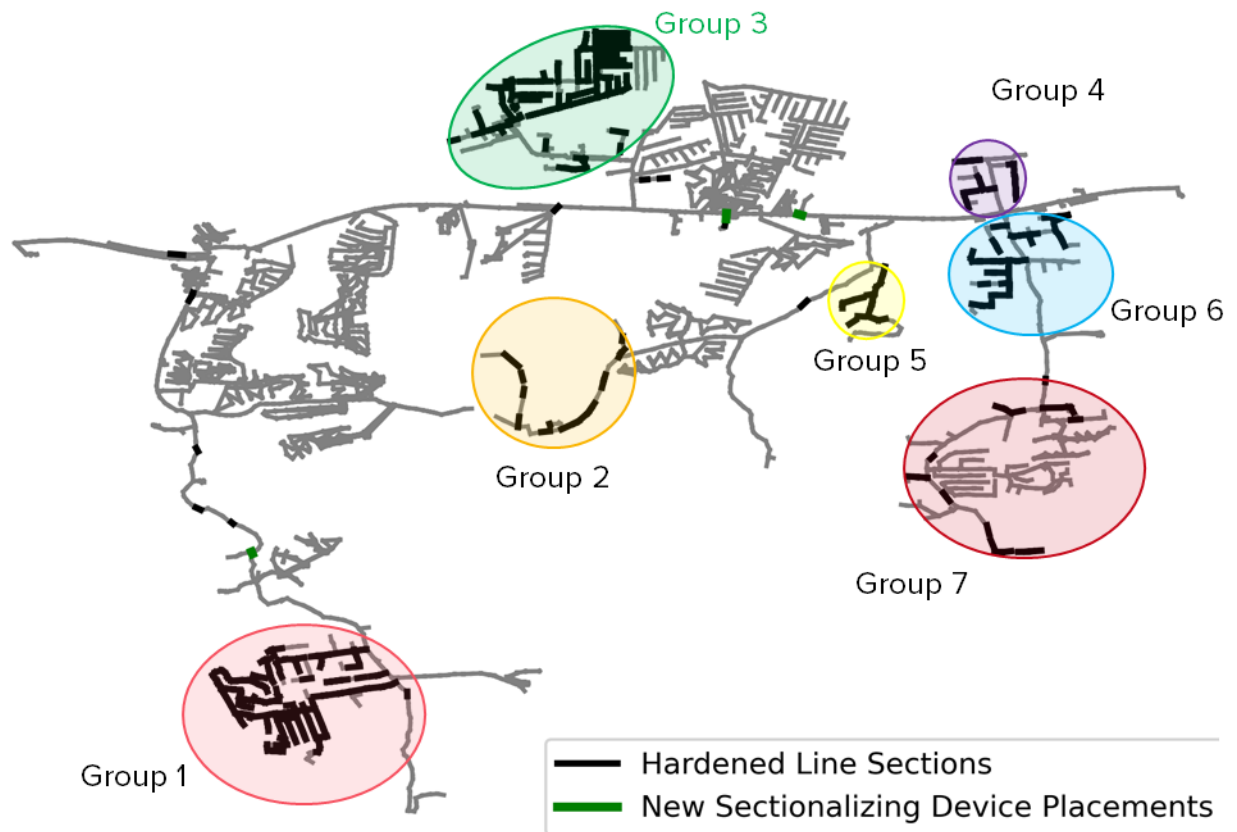 Group 3
Group 4
Group 6
Group 5
Group 2
Group 7
Group 1
Hardened Line Sections
New Sectionalizing Device Placements